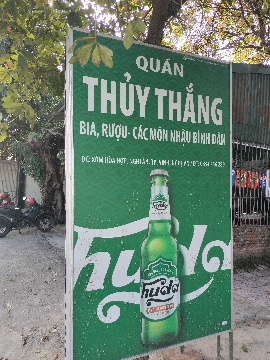 QUÁN
THỦY THẮNG
BIA, RƯỢU - CÁC MÓN NHẬU BÌNH DÂN
huda
huda